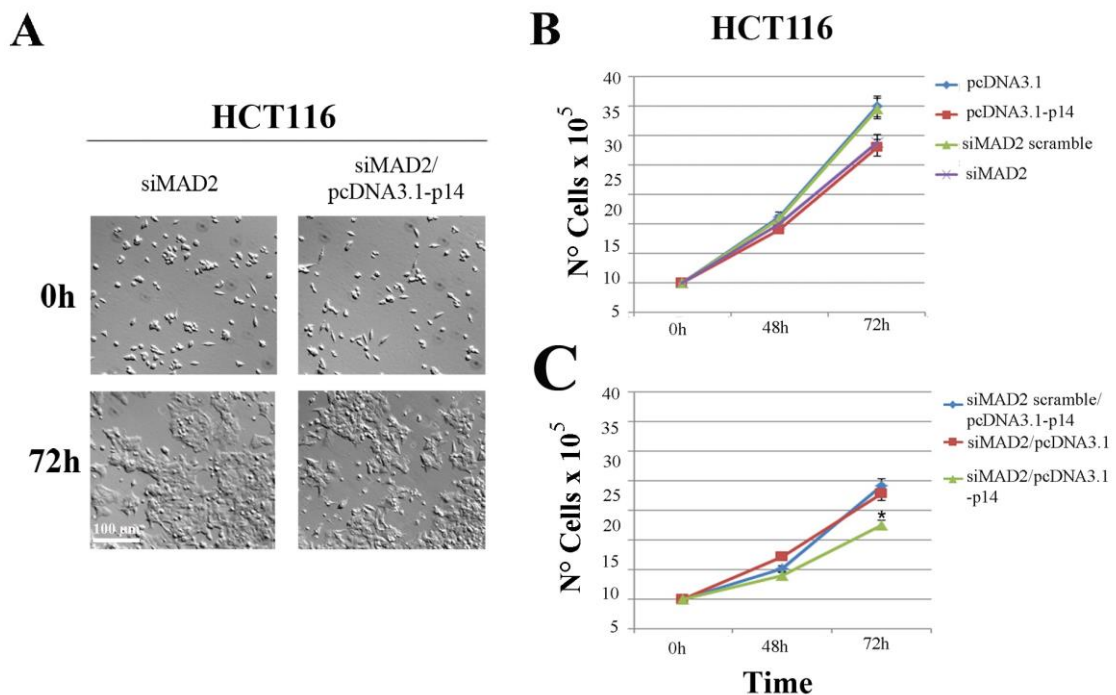 A
HCT116
siMAD2
siMAD2/
pcDNA3.1-p14
0h
72h
100 µm
B
HCT116
N° Cells x 10^5
40
35
30
25
20
15
10
5
0h
48h
72h
pcDNA3.1
pcDNA3.1-p14
siMAD2 scramble
siMAD2
C
N° Cells x 10^5
40
35
30
25
20
15
10
5
*
0h
48h
72h
Time
siMAD2 scramble/
pcDNA3.1-p14
siMAD2/pcDNA3.1
siMAD2/pcDNA3.1
-p14